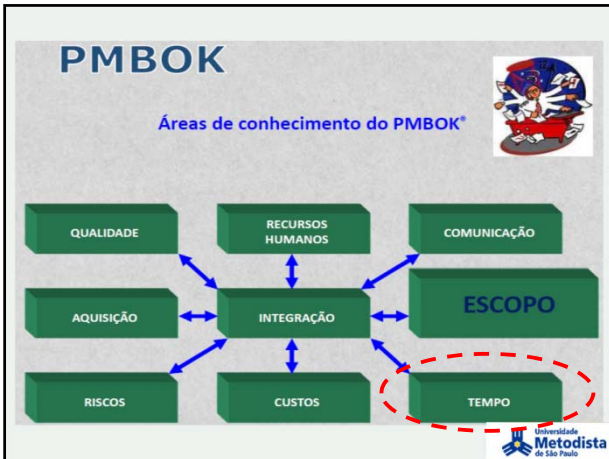 PMBOK
Áreas de conhecimento do PMBOK®
QUALIDADE
RECURSOS
HUMANOS
COMUNICAÇÃO
AQUISIÇÃO
INTEGRAÇÃO
ESCOPO
RISCOS
CUSTOS
TEMPO
Universidade
Metodista
de São Paulo